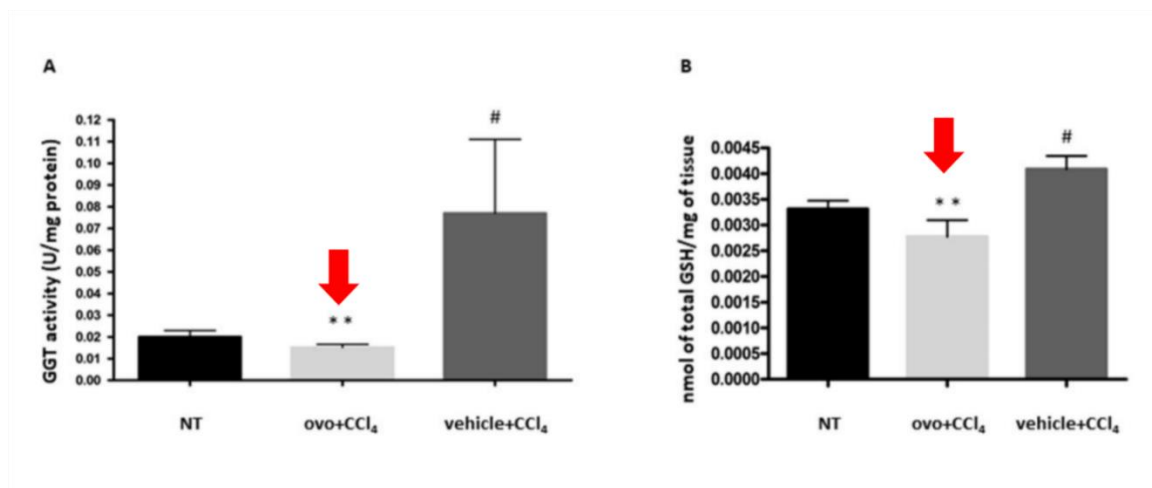 A
GGT activity (U/mg protein)
0.12
0.11
0.10
0.09
0.08
0.07
0.06
0.05
0.04
0.03
0.02
0.01
0.00
#
* *
NT
ovo+CCl₄
vehicle+CCl₄
B
nmol of total GSH/mg of tissue
0.0045
0.0040
0.0035
0.0030
0.0025
0.0020
0.0015
0.0010
0.0005
0.0000
#
* *
NT
ovo+CCl₄
vehicle+CCl₄